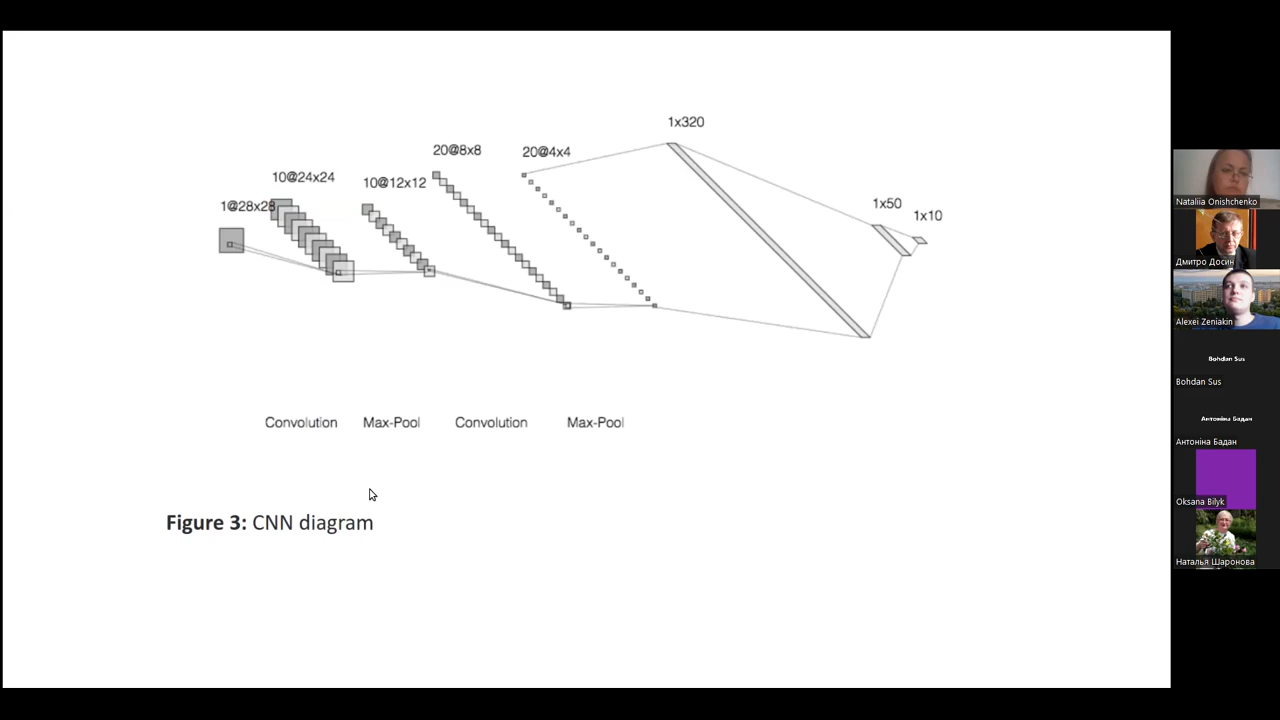 1x320
20@8x8
20@4x4
10@24x24
10@12x12
1@28x28
1x50
1x10
Convolution Max-Pool Convolution Max-Pool
Figure 3: CNN diagram
Nataliia Onishchenko
Дмитро Досин
Alexei Zeniakin
Bohdan Sus
Bohdan Sus
Антоніна Бадан
Антоніна Бадан
Oksana Bilyk
Наталья Шаронова